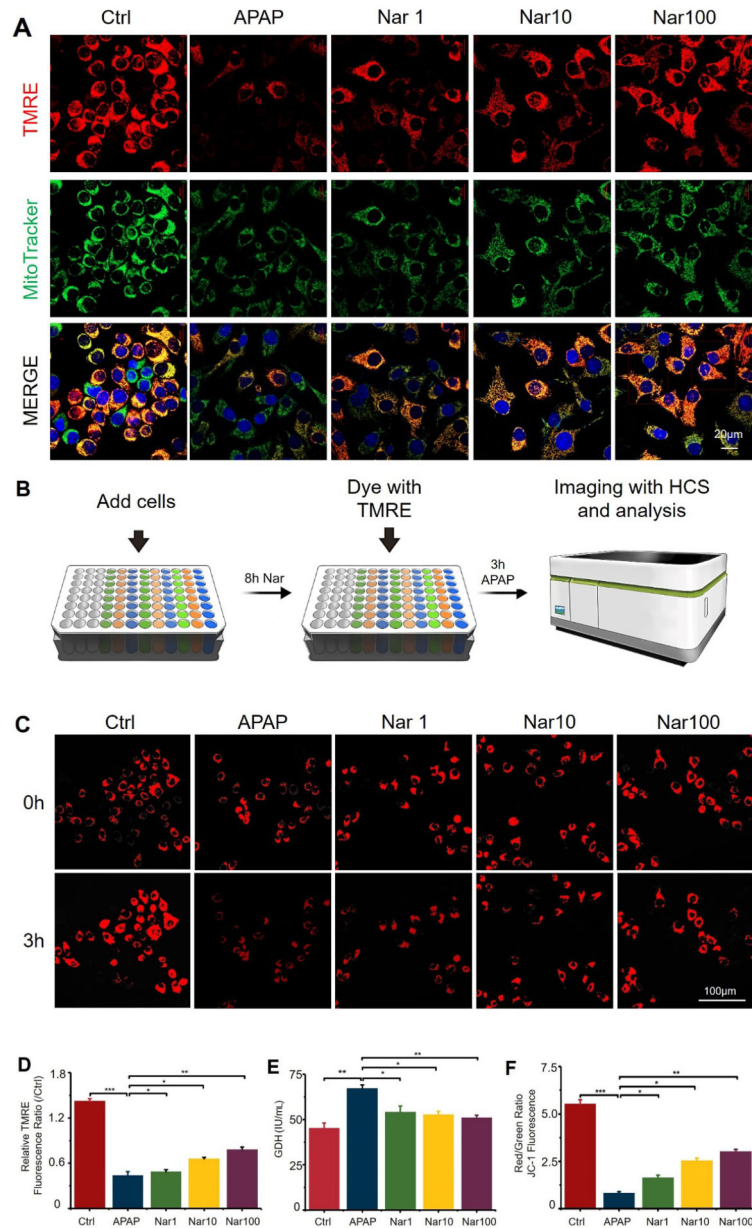 A
Ctrl APAP Nar 1 Nar10 Nar100
TMRE
MitoTracker
MERGE
20μm
B
Add cells
8h Nar
Dye with
TMRE
3h
APAP
Imaging with HCS
and analysis
C
Ctrl APAP Nar 1 Nar10 Nar100
0h
3h
100μm
D
Relative TMRE
Fluorescence Ratio (/Ctrl)
1.8
1.2
0.6
0
*** * * **
Ctrl APAP Nar1 Nar10 Nar100
E
GDH (IU/mL)
75
50
25
0
** * * **
Ctrl APAP Nar1 Nar10 Nar100
F
Red/Green Ratio
JC-1 Fluorescence
7.5
5.0
2.5
0
*** * * **
Ctrl APAP Nar1 Nar10 Nar100